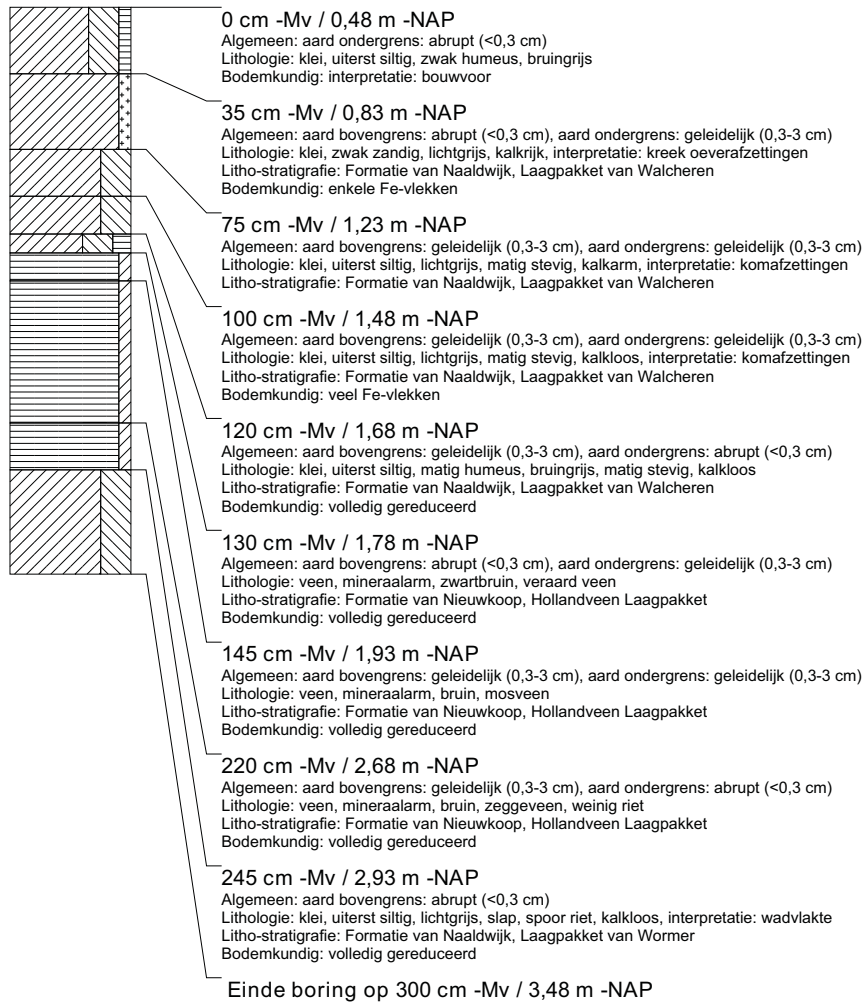 0 cm -Mv / 0,48 m -NAP
Algemeen: aard ondergrens: abrupt (<0,3 cm)
Lithologie: klei, uiterst siltig, zwak humeus, bruingrijs
Bodemkundig: interpretatie: bouwvoor
35 cm -Mv / 0,83 m -NAP
Algemeen: aard bovengrens: abrupt (<0,3 cm), aard ondergrens: geleidelijk (0,3-3 cm)
Lithologie: klei, zwak zandig, lichtgrijs, kalkrijk, interpretatie: kreek oeverafzettingen
Litho-stratigrafie: Formatie van Naaldwijk, Laagpakket van Walcheren
Bodemkundig: enkele Fe-vlekken
75 cm -Mv / 1,23 m -NAP
Algemeen: aard bovengrens: geleidelijk (0,3-3 cm), aard ondergrens: geleidelijk (0,3-3 cm)
Lithologie: klei, uiterst siltig, lichtgrijs, matig stevig, kalkarm, interpretatie: komafzettingen
Litho-stratigrafie: Formatie van Naaldwijk, Laagpakket van Walcheren
100 cm -Mv / 1,48 m -NAP
Algemeen: aard bovengrens: geleidelijk (0,3-3 cm), aard ondergrens: geleidelijk (0,3-3 cm)
Lithologie: klei, uiterst siltig, lichtgrijs, matig stevig, kalkloos, interpretatie: komafzettingen
Litho-stratigrafie: Formatie van Naaldwijk, Laagpakket van Walcheren
Bodemkundig: veel Fe-vlekken
120 cm -Mv / 1,68 m -NAP
Algemeen: aard bovengrens: geleidelijk (0,3-3 cm), aard ondergrens: abrupt (<0,3 cm)
Lithologie: klei, uiterst siltig, matig humeus, bruingrijs, matig stevig, kalkloos
Litho-stratigrafie: Formatie van Naaldwijk, Laagpakket van Walcheren
Bodemkundig: volledig gereduceerd
130 cm -Mv / 1,78 m -NAP
Algemeen: aard bovengrens: abrupt (<0,3 cm), aard ondergrens: geleidelijk (0,3-3 cm)
Lithologie: veen, mineraalarm, zwartbruin, veraard veen
Litho-stratigrafie: Formatie van Nieuwkoop, Hollandveen Laagpakket
Bodemkundig: volledig gereduceerd
145 cm -Mv / 1,93 m -NAP
Algemeen: aard bovengrens: geleidelijk (0,3-3 cm), aard ondergrens: geleidelijk (0,3-3 cm)
Lithologie: veen, mineraalarm, bruin, mosveen
Litho-stratigrafie: Formatie van Nieuwkoop, Hollandveen Laagpakket
Bodemkundig: volledig gereduceerd
220 cm -Mv / 2,68 m -NAP
Algemeen: aard bovengrens: geleidelijk (0,3-3 cm), aard ondergrens: abrupt (<0,3 cm)
Lithologie: veen, mineraalarm, bruin, zeggeveen, weinig riet
Litho-stratigrafie: Formatie van Nieuwkoop, Hollandveen Laagpakket
Bodemkundig: volledig gereduceerd
245 cm -Mv / 2,93 m -NAP
Algemeen: aard bovengrens: abrupt (<0,3 cm)
Lithologie: klei, uiterst siltig, lichtgrijs, slap, spoor riet, kalkloos, interpretatie: wadvlakte
Litho-stratigrafie: Formatie van Naaldwijk, Laagpakket van Wormer
Bodemkundig: volledig gereduceerd
Einde boring op 300 cm -Mv / 3,48 m -NAP